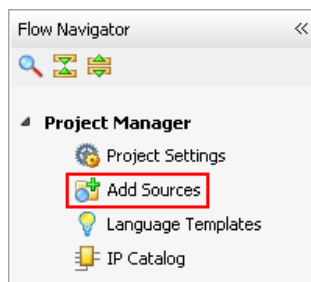 Flow Navigator
Project Manager
Project Settings
Add Sources
Language Templates
IP Catalog